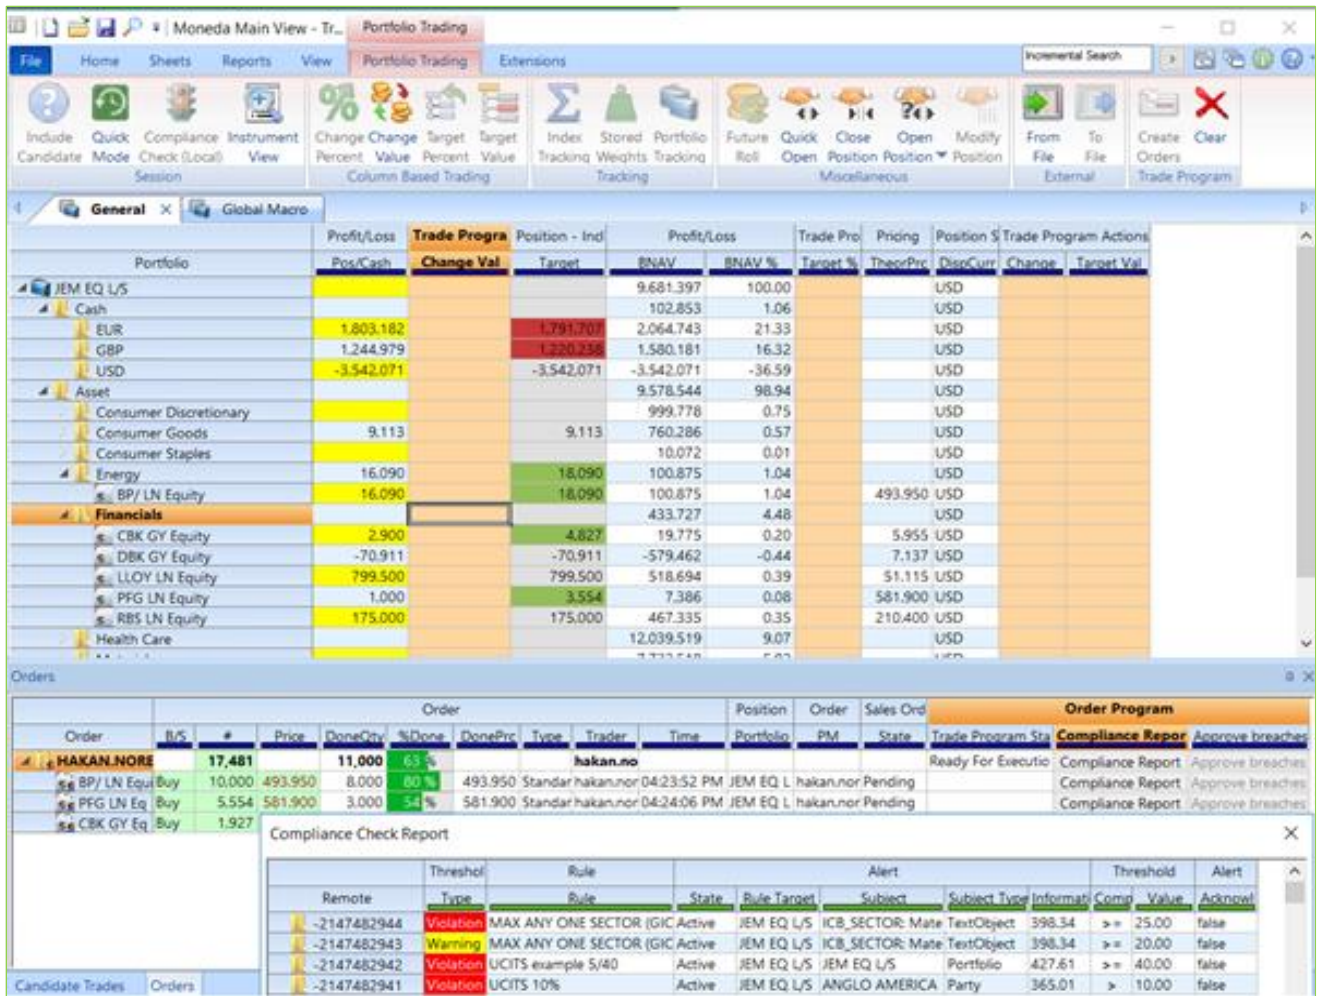 Moneda Main View - Tr... Portfolio Trading
File Home Sheets Reports View Portfolio Trading Extensions Incremental Search
Include Candidate Quick Mode Compliance Check (Local) Instrument View Change Percent Change Value Target Percent Target Value Index Tracking Stored Weights Portfolio Tracking Future Roll Quick Open Close Position Open Position Modify Position From File To File Create Orders Clear
Session Column Based Trading Tracking Miscellaneous External Trade Program
General Global Macro
Profit/Loss Trade Progra Position - Incl Profit/Loss Trade Pro Pricing Position S Trade Program Actions
Portfolio Pos/Cash Change Val Target BNAV BNAV % Target % TheorPrc DispCurr Change Target Val
JEM EQ L/S 9.681.397 100.00 USD
Cash 102.853 1.06 USD
EUR 1.803.182 1,791,707 2,064.743 21.33 USD
GBP 1.244.979 1,220,238 1.580.181 16.32 USD
USD -3.542.071 -3,542,071 -3.542,071 -36.59 USD
Asset 9.578.544 98.94 USD
Consumer Discretionary 999.778 0.75 USD
Consumer Goods 9,113 9,113 760.286 0.57 USD
Consumer Staples 10.072 0.01 USD
Energy 16.090 18,090 100.875 1.04 USD
BP/ LN Equity 16.090 18,090 100.875 1.04 493.950 USD
Financials 433.727 4.48 USD
CBK GY Equity 2.900 4,827 19.775 0.20 5.955 USD
DBK GY Equity -70.911 -70,911 -579.462 -0.44 7.137 USD
LLOY LN Equity 799.500 799,500 518.694 0.39 51.115 USD
PFG LN Equity 1.000 3,554 7.386 0.08 581.900 USD
RBS LN Equity 175.000 175,000 467.335 0.35 210.400 USD
Health Care 12.039.519 9.07 USD
Orders
Order Position Order Sales Ord Order Program
Order B/S # Price DoneQty %Done DonePrc Type Trader Time Portfolio PM State Trade Program Sta Compliance Repor Approve breaches
HAKAN.NORE 17,481 11,000 63 % hakan.no Ready For Executio Compliance Report Approve breaches
BP/ LN Equi Buy 10,000 493.950 8.000 80 % 493.950 Standar hakan.nor 04:23:52 PM JEM EQ L hakan.nor Pending Compliance Report Approve breaches
PFG LN Eq Buy 5.554 581.900 3.000 54 % 581.900 Standar hakan.nor 04:24:06 PM JEM EQ L hakan.nor Pending Compliance Report Approve breaches
CBK GY Eq Buy 1.927
Compliance Check Report
Threshol Rule Alert Threshold Alert
Remote Type Rule State Rule Target Subject Subject Type Informati Comp Value Acknowl
-2147482944 Violation MAX ANY ONE SECTOR (GIC Active JEM EQ L/S ICB_SECTOR: Mate TextObject 398.34 >= 25.00 false
-2147482943 Warning MAX ANY ONE SECTOR (GIC Active JEM EQ L/S ICB_SECTOR: Mate TextObject 398.34 >= 20.00 false
-2147482942 Violation UCITS example 5/40 Active JEM EQ L/S JEM EQ L/S Portfolio 427.61 >= 40.00 false
-2147482941 Violation UCITS 10% Active JEM EQ L/S ANGLO AMERICA Party 365.01 > 10.00 false
Candidate Trades Orders